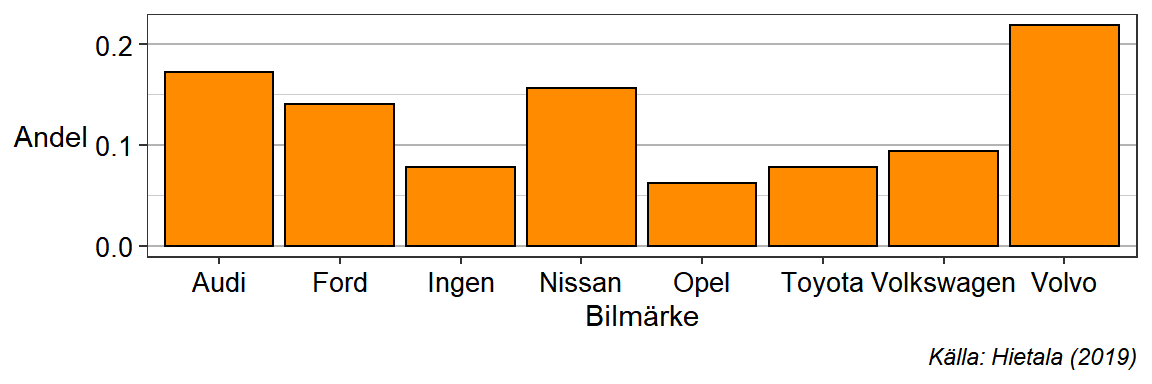 0.2
Andel
0.1
0.0
Audi Ford Ingen Nissan Opel Toyota Volkswagen Volvo
Bilmärke
Källa: Hietala (2019)